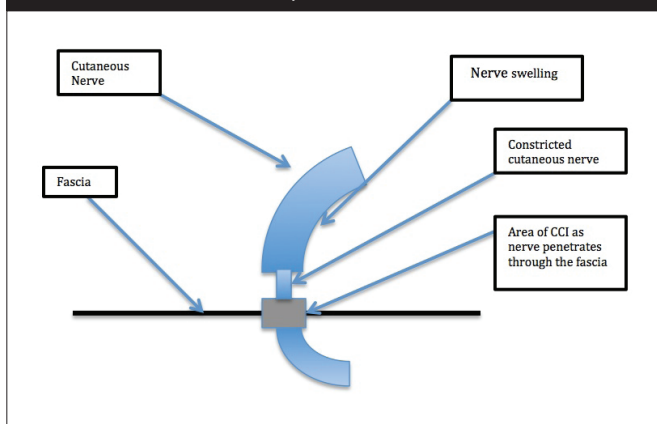 Cutaneous
Nerve
Nerve swelling
Constricted
cutaneous nerve
Fascia
Area of CCI as
nerve penetrates
through the fascia